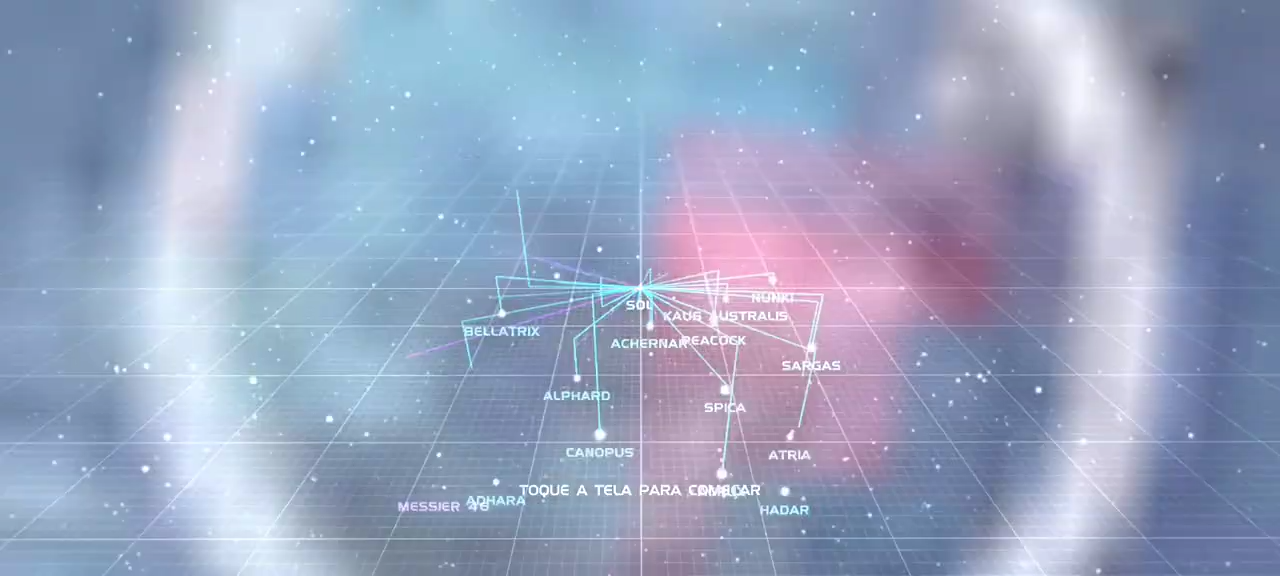 NUNKI
SOL
KAUS AUSTRALIS
BELLATRIX
ACHERNAR
PEACOCK
SARGAS
ALPHARD
SPICA
CANOPUS
ATRIA
TOQUE A TELA PARA COMEÇAR
ADHARA
MESSIER 46
HADAR